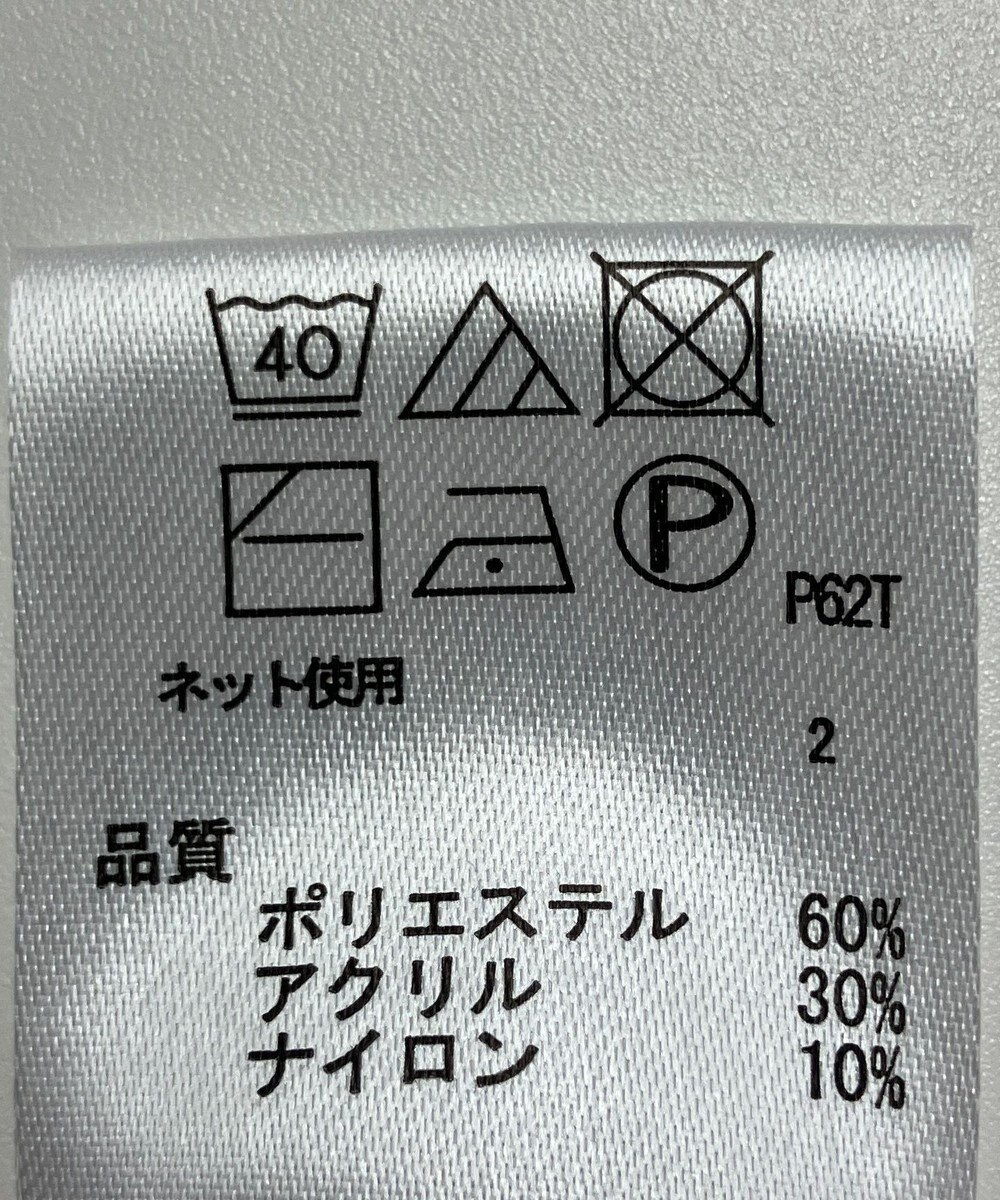 40
P
P62T
ネット使用
2
品質
ポリエステル 60%
アクリル 30%
ナイロン 10%